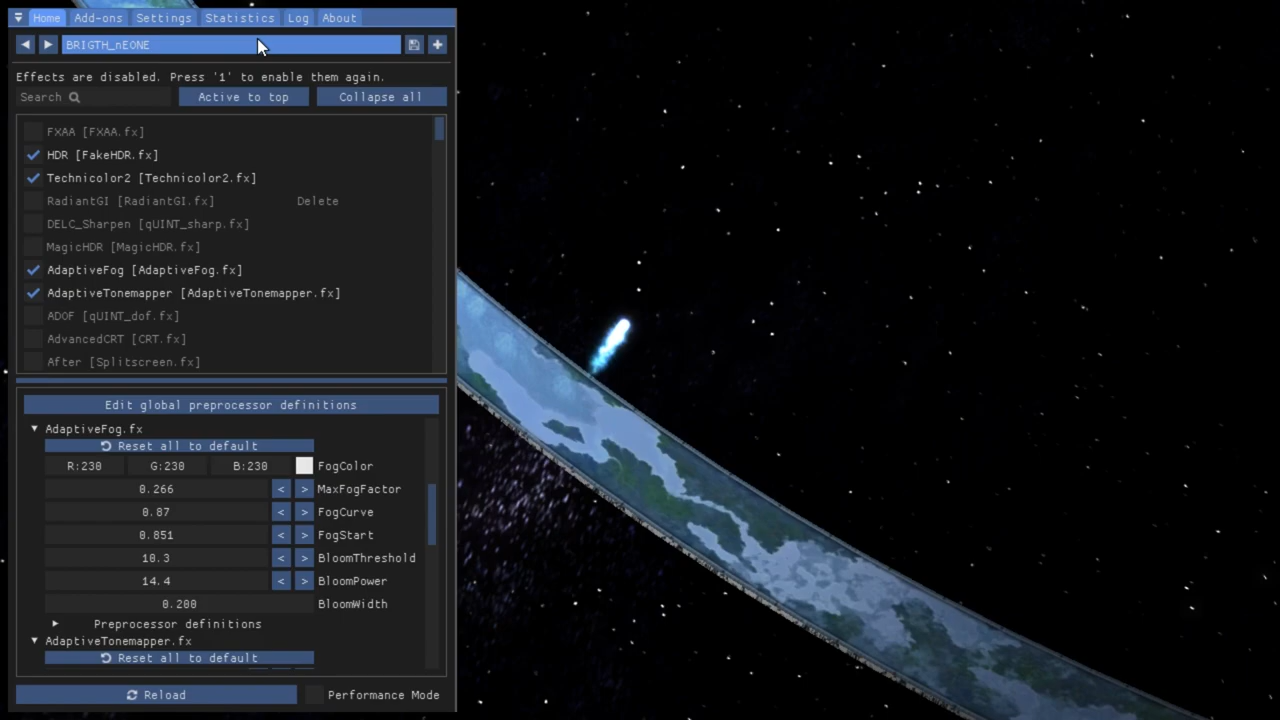 Home Add-ons Settings Statistics Log About
BRIGTH_nEONE
Effects are disabled. Press '1' to enable them again.
Search Active to top Collapse all
FXAA [FXAA.fx]
HDR [FakeHDR.fx]
Technicolor2 [Technicolor2.fx]
RadiantGI [RadiantGI.fx] Delete
DELC_Sharpen [qUINT_sharp.fx]
MagicHDR [MagicHDR.fx]
AdaptiveFog [AdaptiveFog.fx]
AdaptiveTonemapper [AdaptiveTonemapper.fx]
ADOF [qUINT_dof.fx]
AdvancedCRT [CRT.fx]
After [Splitscreen.fx]
Edit global preprocessor definitions
AdaptiveFog.fx
Reset all to default
R:230 G:230 B:230 FogColor
0.266 < > MaxFogFactor
0.87 < > FogCurve
0.851 < > FogStart
10.3 < > BloomThreshold
14.4 < > BloomPower
0.200 BloomWidth
Preprocessor definitions
AdaptiveTonemapper.fx
Reset all to default
Reload Performance Mode